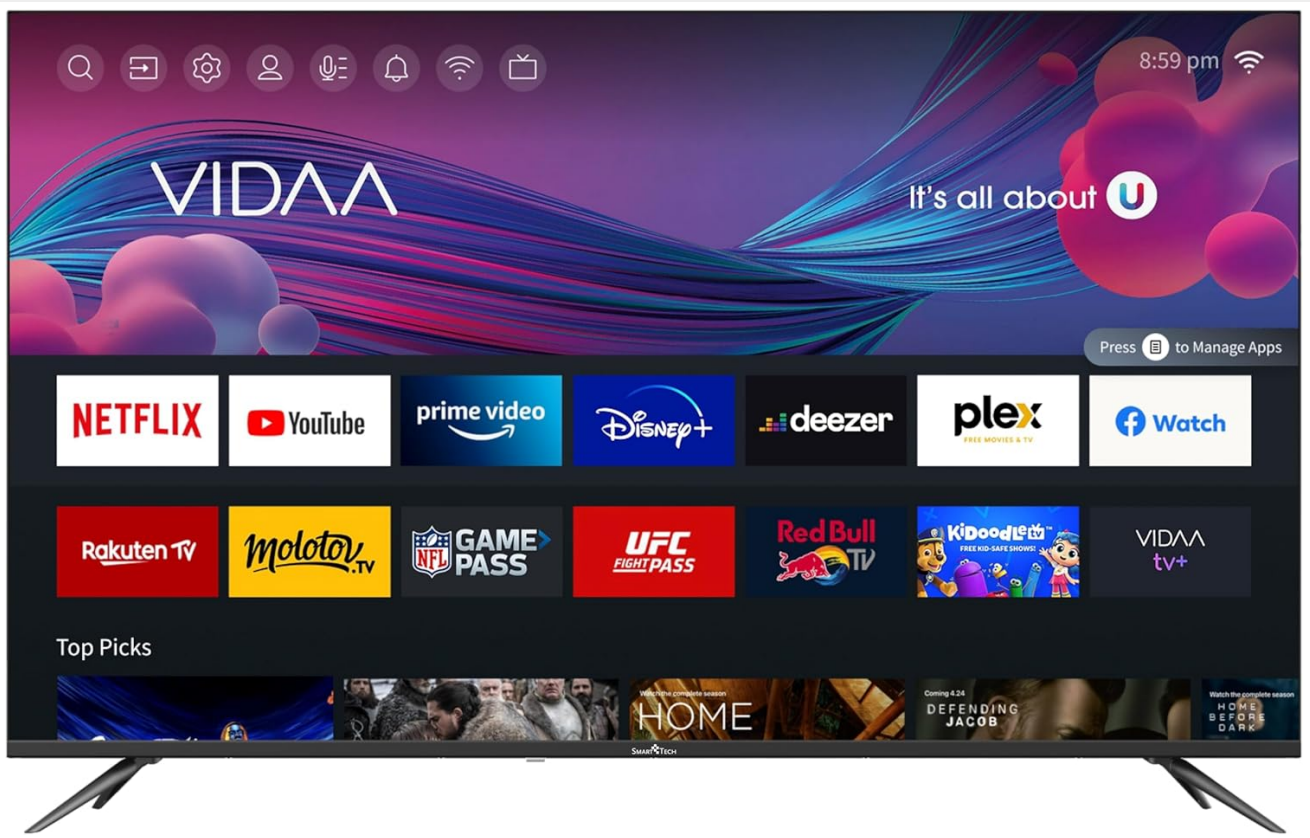 8:59 pm
VIDAA
It's all about U
Press to Manage Apps
NETFLIX
YouTube
prime video
Disney+
deezer
plex
FREE MOVIES & TV
Watch
Rakuten TV
molotov.TV
NFL
GAME
PASS
UFC
FIGHT PASS
Red Bull
TV
KiDoodle tv™
FREE KID-SAFE SHOWS!
VIDAA
tv+
Top Picks
Watch the complete season
HOME
Coming 4.24
DEFENDING
JACOB
Watch the complete season
HOME
BEFORE
DARK
SMART TECH